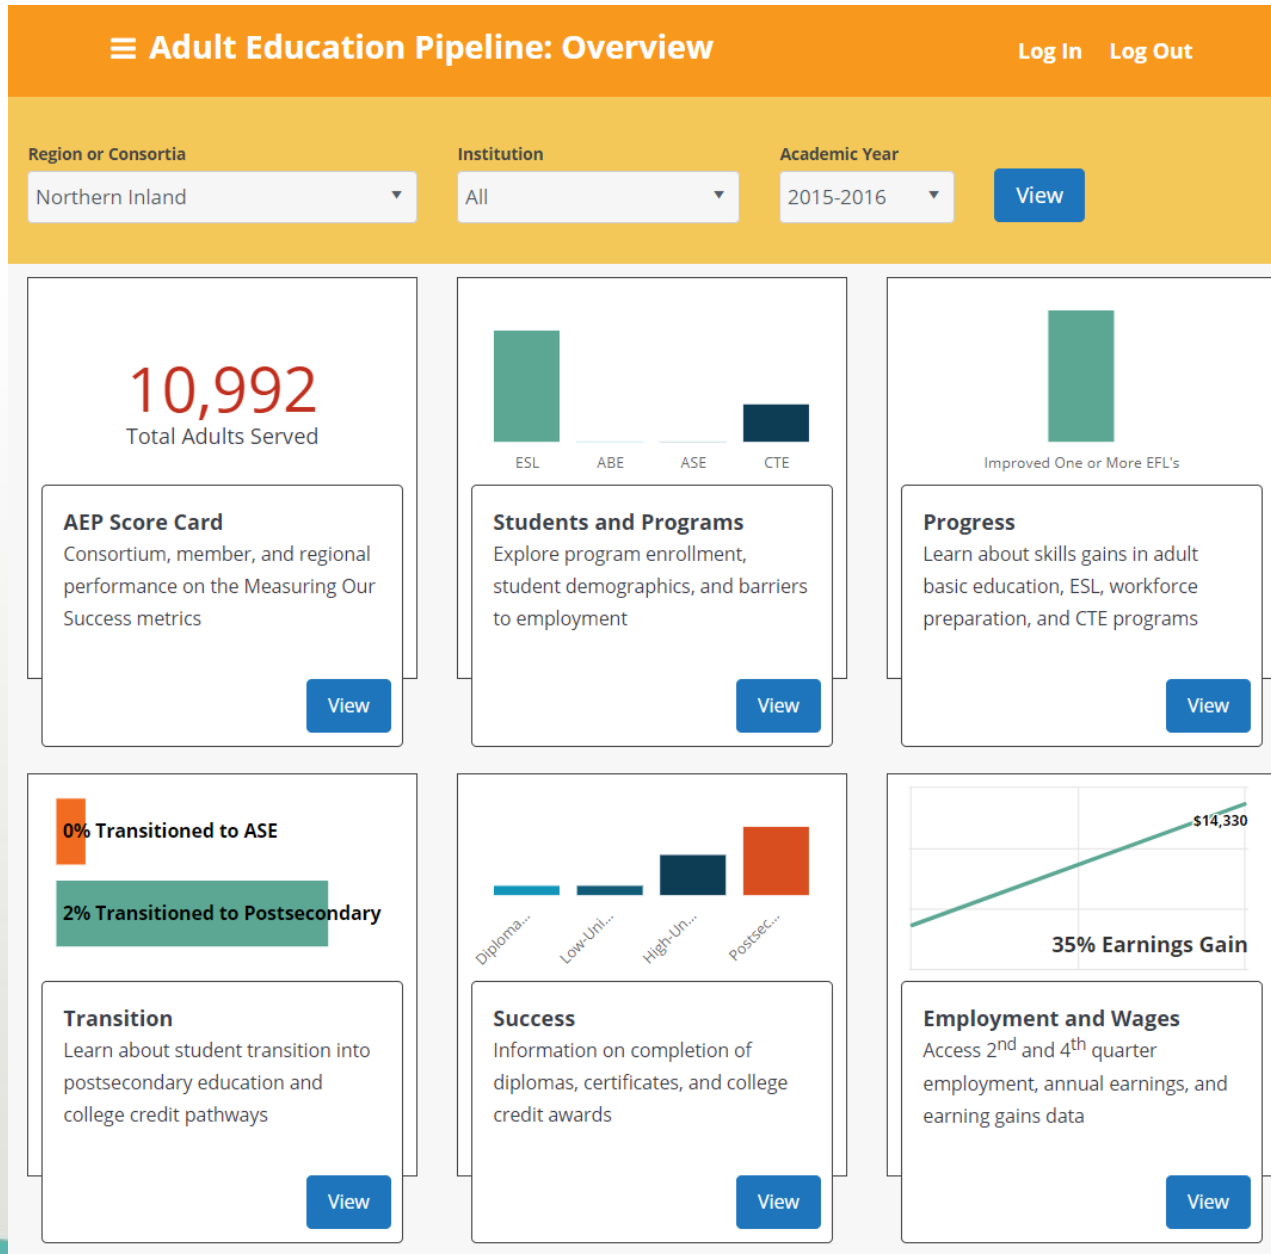 Adult Education Pipeline: Overview
Log In Log Out
Region or Consortia
Northern Inland
Institution
All
Academic Year
2015-2016
View
10,992
Total Adults Served
AEP Score Card
Consortium, member, and regional
performance on the Measuring Our
Success metrics
View
ESL ABE ASE CTE
Students and Programs
Explore program enrollment,
student demographics, and barriers
to employment
View
Improved One or More EFL's
Progress
Learn about skills gains in adult
basic education, ESL, workforce
preparation, and CTE programs
View
0% Transitioned to ASE
2% Transitioned to Postsecondary
Transition
Learn about student transition into
postsecondary education and
college credit pathways
View
Diploma... Low-Uni... High-Un... Postsec...
Success
Information on completion of
diplomas, certificates, and college
credit awards
View
$14,330
35% Earnings Gain
Employment and Wages
Access 2nd and 4th quarter
employment, annual earnings, and
earning gains data
View